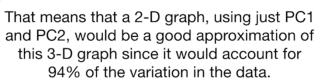 That means that a 2-D graph, using just PC1
and PC2, would be a good approximation of
this 3-D graph since it would account for
94% of the variation in the data.